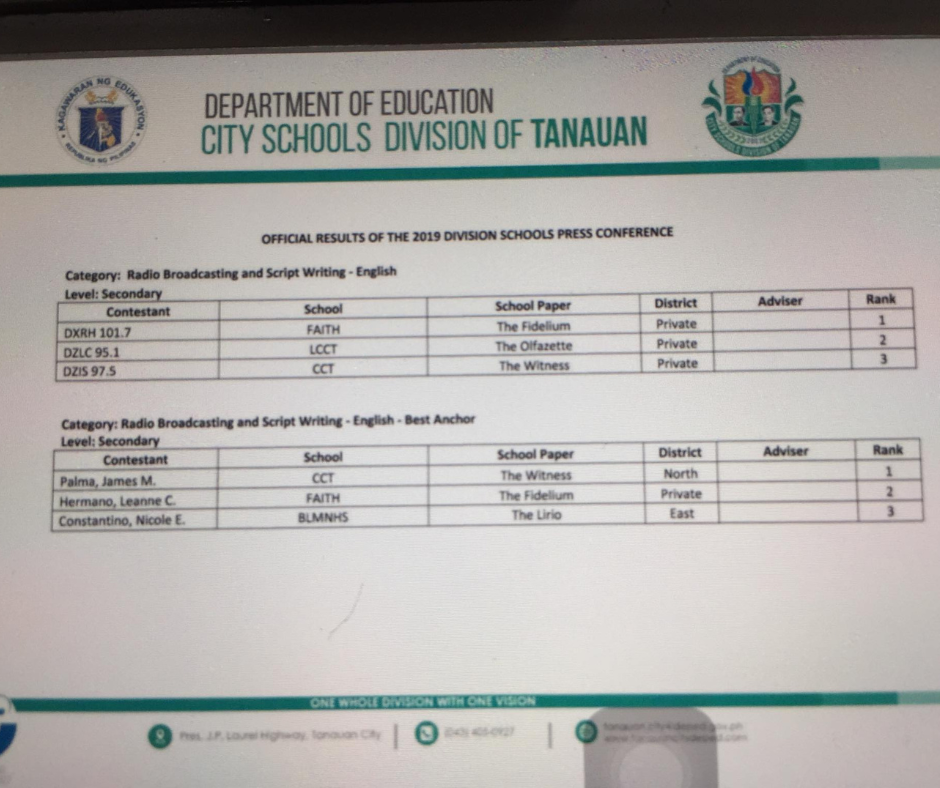 KAGAWARAN NG EDUKASYON
REPUBLIKA NG PILIPINAS
DEPARTMENT OF EDUCATION
CITY SCHOOLS DIVISION OF TANAUAN
OFFICIAL RESULTS OF THE 2019 DIVISION SCHOOLS PRESS CONFERENCE
Category: Radio Broadcasting and Script Writing - English
Level: Secondary
Contestant School School Paper District Adviser Rank
DXRH 101.7 FAITH The Fidelium Private 1
DZLC 95.1 LCCT The Olfazette Private 2
DZIS 97.5 CCT The Witness Private 3
Category: Radio Broadcasting and Script Writing - English - Best Anchor
Level: Secondary
Contestant School School Paper District Adviser Rank
Palma, James M. CCT The Witness North 1
Hermano, Leanne C. FAITH The Fidelium Private 2
Constantino, Nicole E. BLMNHS The Lirio East 3
ONE WHOLE DIVISION WITH ONE VISION
Pres. J.P. Laurel Highway, Tanauan City